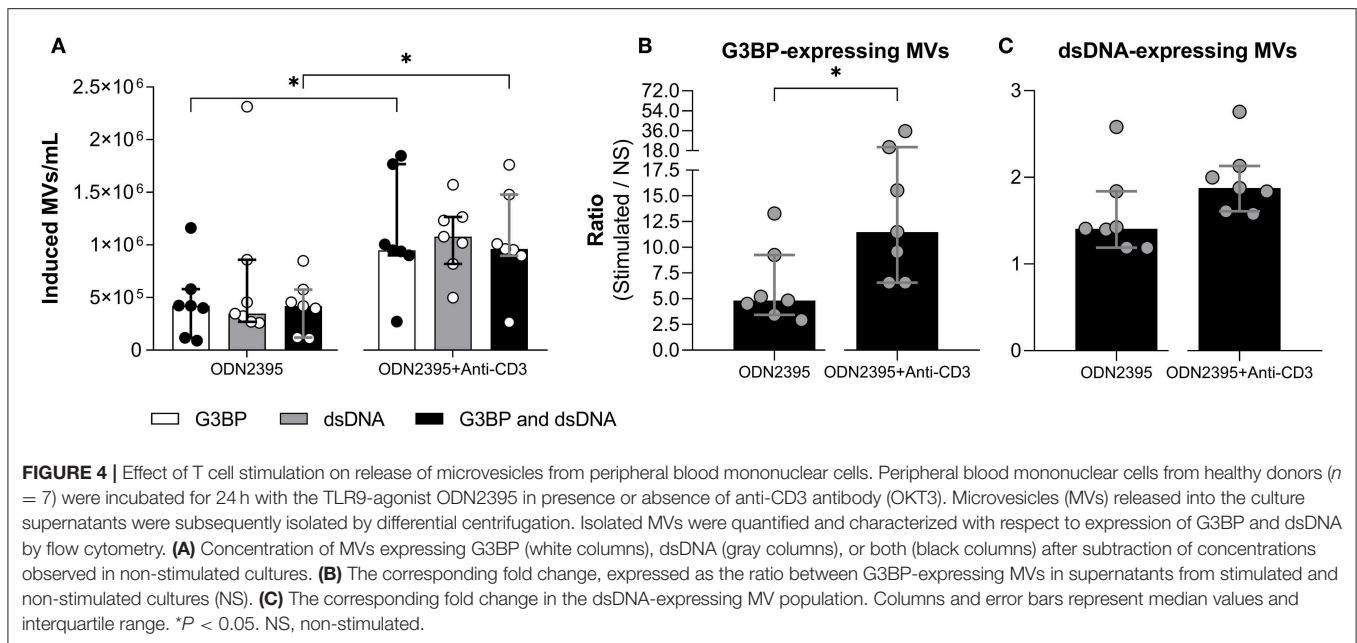 A
2.5×10⁶
2×10⁶
1.5×10⁶
1×10⁶
5×10⁵
0
Induced MVs/mL
*
*
ODN2395
ODN2395+Anti-CD3
G3BP
dsDNA
G3BP and dsDNA
B
G3BP-expressing MVs
*
72.0
54.0
36.0
18.0
17.5
15.0
12.5
10.0
7.5
5.0
2.5
0.0
Ratio
(Stimulated / NS)
ODN2395
ODN2395+Anti-CD3
C
dsDNA-expressing MVs
3
2
1
0
ODN2395
ODN2395+Anti-CD3
FIGURE 4 | Effect of T cell stimulation on release of microvesicles from peripheral blood mononuclear cells. Peripheral blood mononuclear cells from healthy donors (n
= 7) were incubated for 24 h with the TLR9-agonist ODN2395 in presence or absence of anti-CD3 antibody (OKT3). Microvesicles (MVs) released into the culture
supernatants were subsequently isolated by differential centrifugation. Isolated MVs were quantified and characterized with respect to expression of G3BP and dsDNA
by flow cytometry. (A) Concentration of MVs expressing G3BP (white columns), dsDNA (gray columns), or both (black columns) after subtraction of concentrations
observed in non-stimulated cultures. (B) The corresponding fold change, expressed as the ratio between G3BP-expressing MVs in supernatants from stimulated and
non-stimulated cultures (NS). (C) The corresponding fold change in the dsDNA-expressing MV population. Columns and error bars represent median values and
interquartile range. *P < 0.05. NS, non-stimulated.